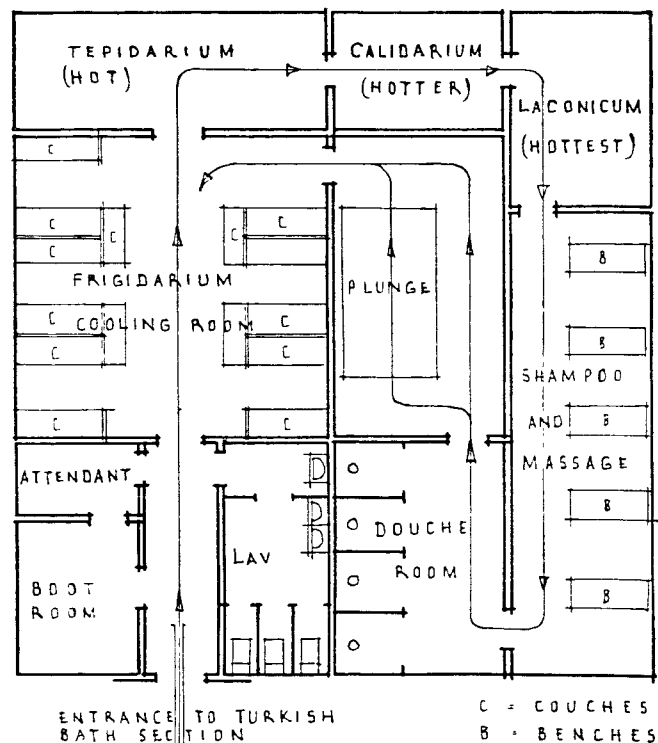 TEPIDARIUM
(HOT)
CALIDARIUM
(HOTTER)
LACONICUM
(HOTTEST)
C
C
C
C
C
FRIGIDARIUM
COOLING ROOM
C
C
C
C
C
C
C
PLUNGE
B
B
SHAMPOO
AND B
MASSAGE
B
B
ATTENDANT
BOOT
ROOM
LAV
DOUCHE
ROOM
ENTRANCE TO TURKISH
BATH SECTION
C = COUCHES
B = BENCHES